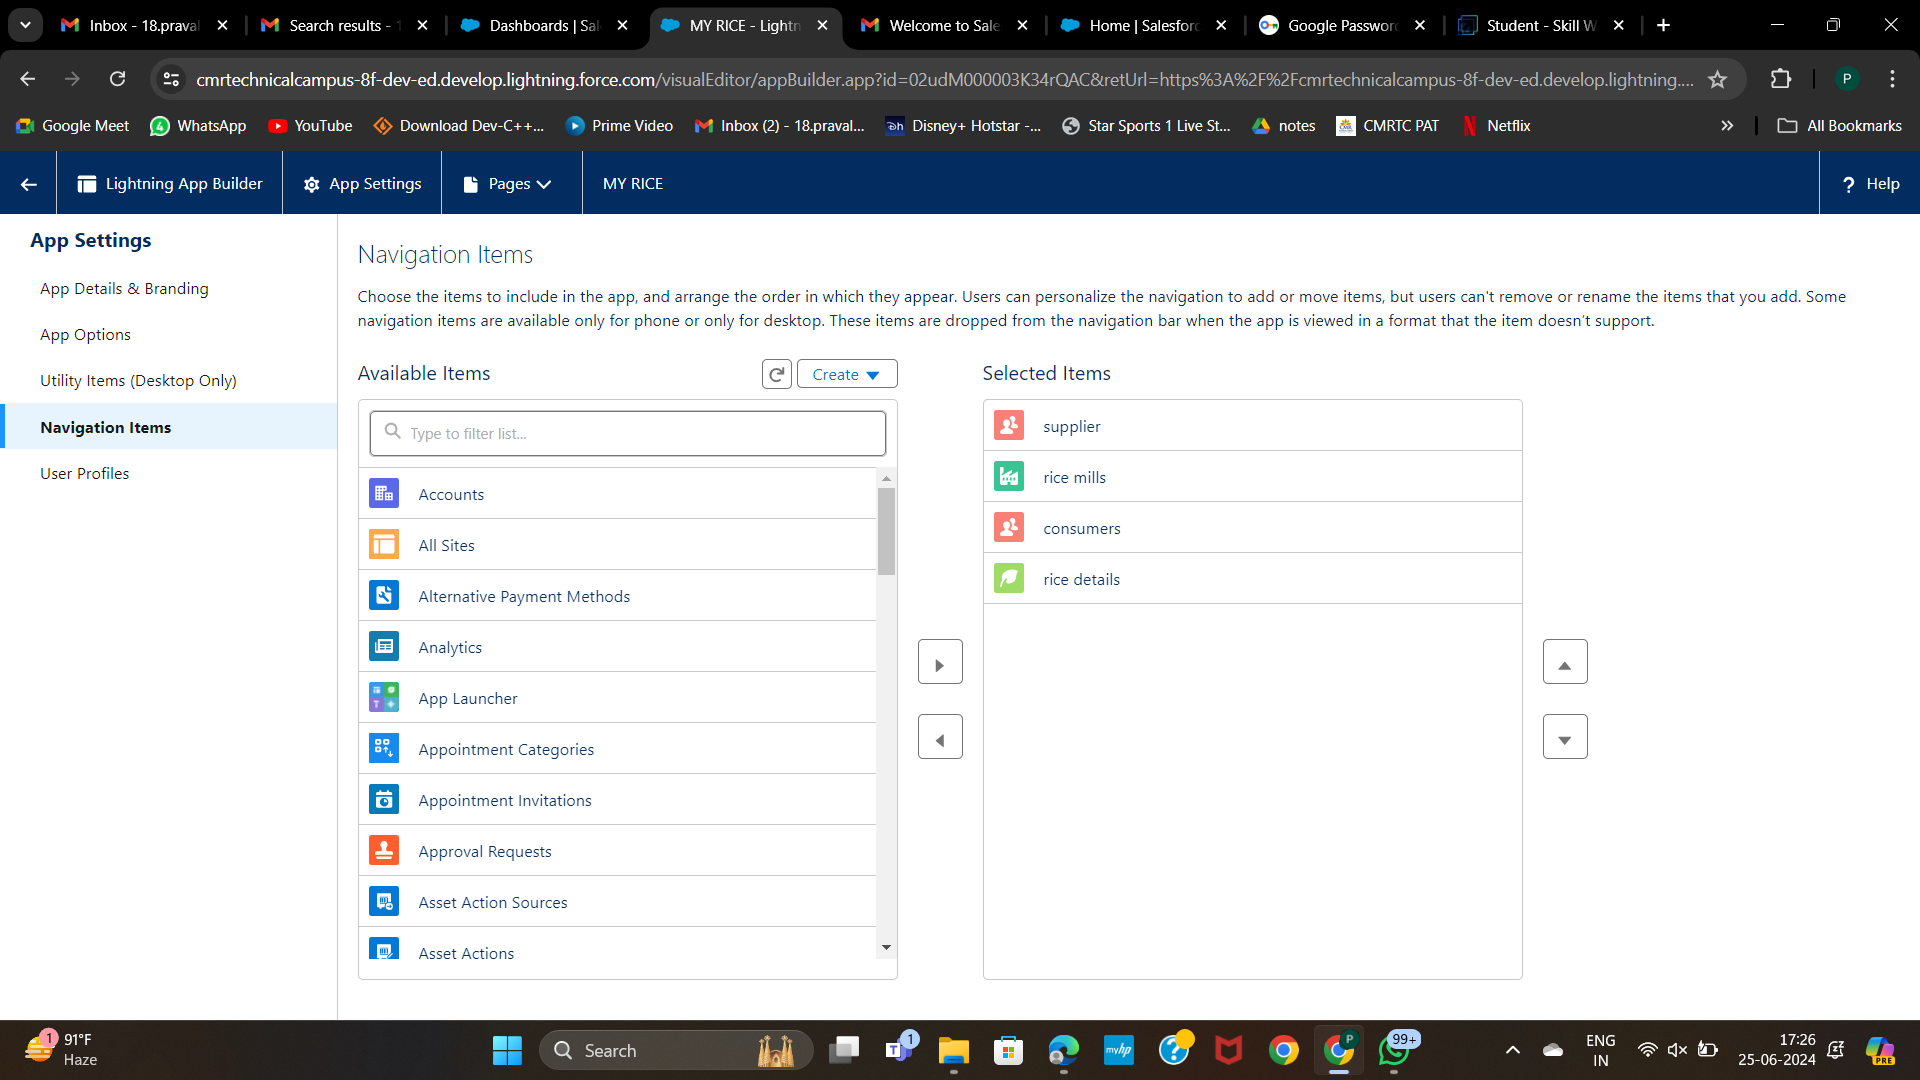 Inbox - 18.praval
Search results - 1
Dashboards | Sal
MY RICE - Lightn
Welcome to Sale
Home | Salesforc
Google Password
Student - Skill W
cmrtechnicalcampus-8f-dev-ed.develop.lightning.force.com/visualEditor/appBuilder.app?id=02udM000003K34rQAC&retUrl=https%3A%2F%2Fcmrtechnicalcampus-8f-dev-ed.develop.lightning....
P
Google Meet
4 WhatsApp
YouTube
Download Dev-C++...
Prime Video
Inbox (2) - 18.praval...
Dh Disney+ Hotstar -...
Star Sports 1 Live St...
notes
CMRTC PAT
Netflix
All Bookmarks
Lightning App Builder
App Settings
Pages
MY RICE
? Help
App Settings
App Details & Branding
App Options
Utility Items (Desktop Only)
Navigation Items
User Profiles
Navigation Items
Choose the items to include in the app, and arrange the order in which they appear. Users can personalize the navigation to add or move items, but users can't remove or rename the items that you add. Some
navigation items are available only for phone or only for desktop. These items are dropped from the navigation bar when the app is viewed in a format that the item doesn't support.
Available Items
Create
Type to filter list...
Accounts
All Sites
Alternative Payment Methods
Analytics
App Launcher
Appointment Categories
Appointment Invitations
Approval Requests
Asset Action Sources
Asset Actions
Selected Items
supplier
rice mills
consumers
rice details
1
91°F
Haze
Search
1
myhp
P
99+
ENG
IN
17:26
25-06-2024
PRE